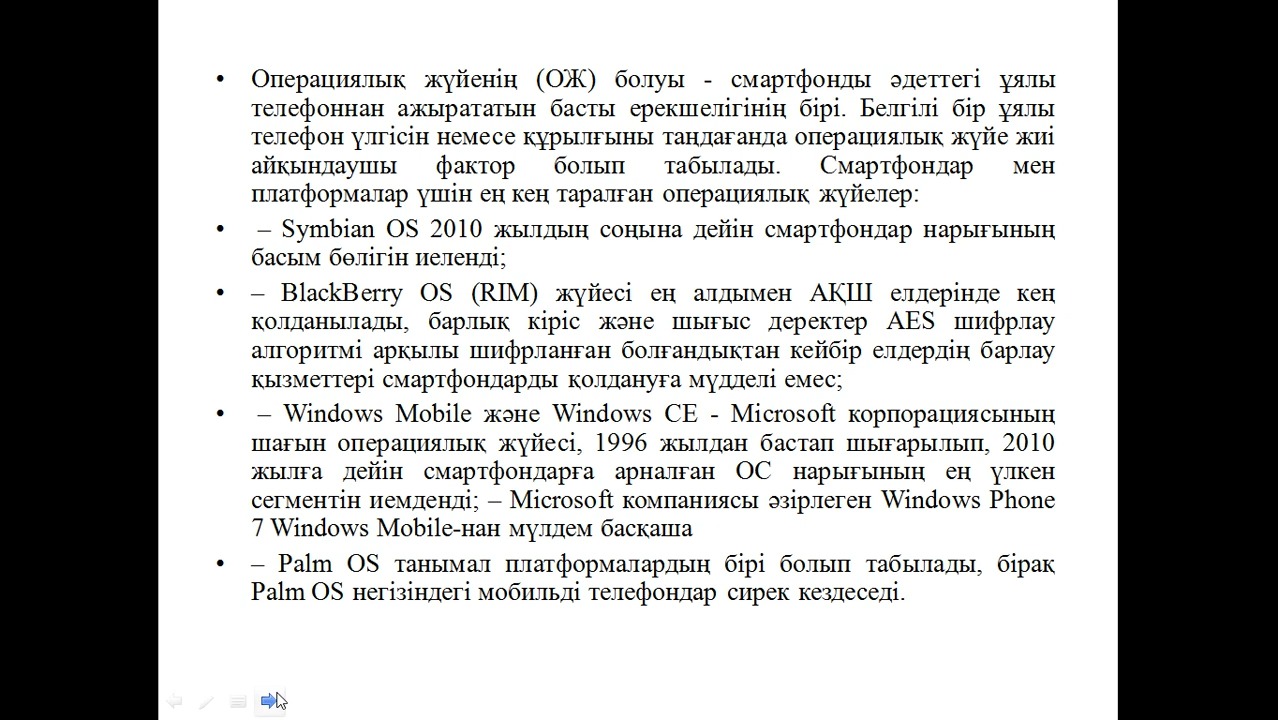 • Операциялық жүйенің (ОЖ) болуы - смартфонды әдеттегі ұялы
телефоннан ажырататын басты ерекшелігінің бірі. Белгілі бір ұялы
телефон үлгісін немесе құрылғыны таңдағанда операциялық жүйе жиі
айқындаушы фактор болып табылады. Смартфондар мен
платформалар үшін ең кең таралған операциялық жүйелер:
• – Symbian OS 2010 жылдың соңына дейін смартфондар нарығының
басым бөлігін иеленді;
• – BlackBerry OS (RIM) жүйесі ең алдымен АҚШ елдерінде кең
қолданылады, барлық кіріс және шығыс деректер AES шифрлау
алгоритмі арқылы шифрланған болғандықтан кейбір елдердің барлау
қызметтері смартфондарды қолдануға мүдделі емес;
• – Windows Mobile және Windows CE - Microsoft корпорациясының
шағын операциялық жүйесі, 1996 жылдан бастап шығарылып, 2010
жылға дейін смартфондарға арналған ОС нарығының ең үлкен
сегментін иемденді; – Microsoft компаниясы әзірлеген Windows Phone
7 Windows Mobile-нан мүлдем басқаша
• – Palm OS танымал платформалардың бірі болып табылады, бірақ
Palm OS негізіндегі мобильді телефондар сирек кездеседі.